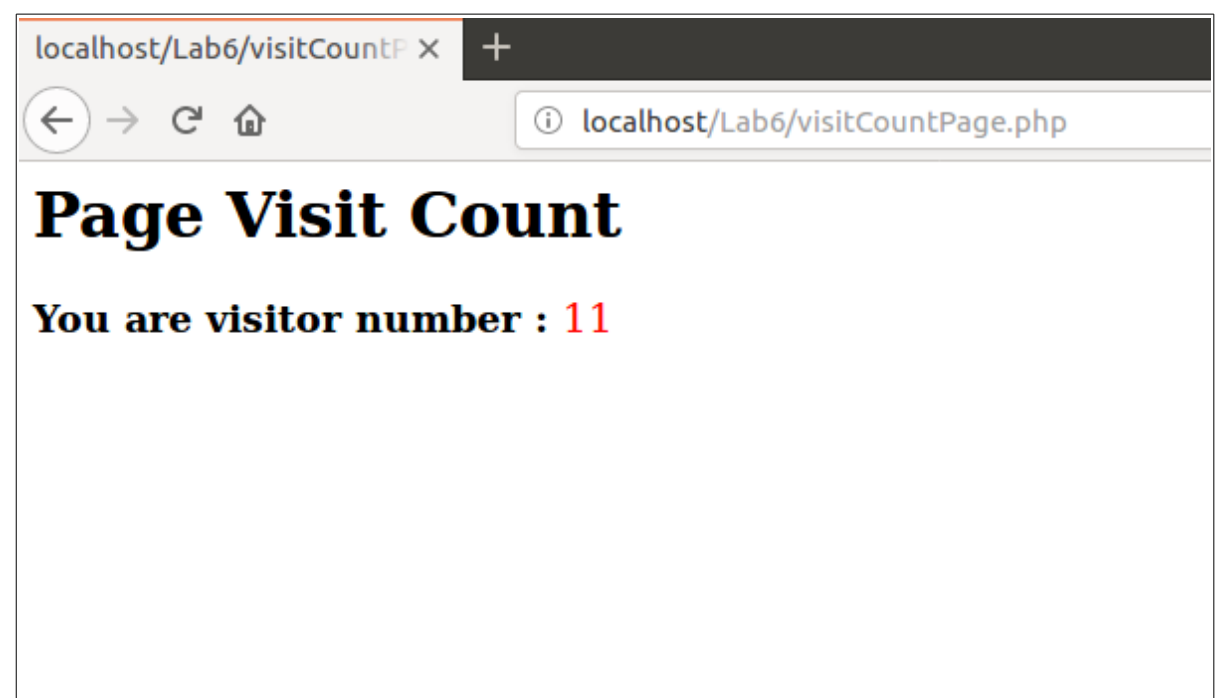 localhost/Lab6/visitCountP
localhost/Lab6/visitCountPage.php
Page Visit Count
You are visitor number : 11